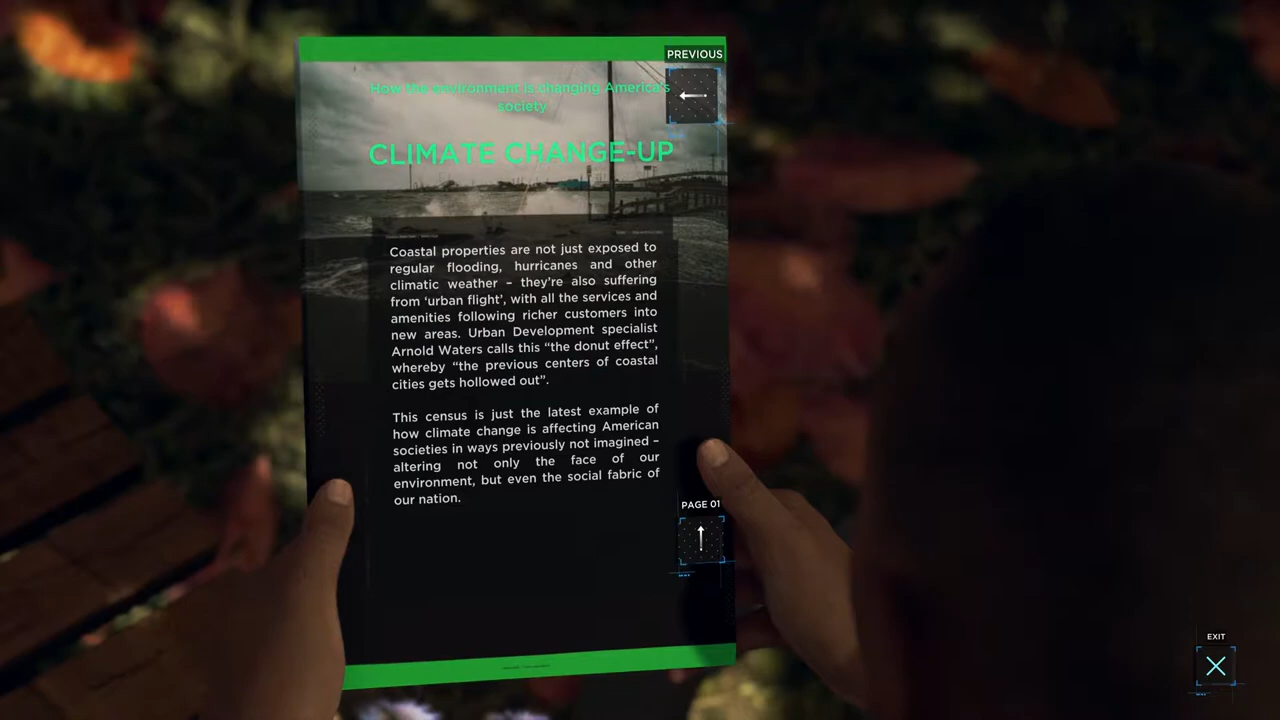 PREVIOUS
How the environment is changing America's
society
CLIMATE CHANGE-UP
Coastal properties are not just exposed to
regular flooding, hurricanes and other
climatic weather – they're also suffering
from ‘urban flight’, with all the services and
amenities following richer customers into
new areas. Urban Development specialist
Arnold Waters calls this “the donut effect”,
whereby “the previous centers of coastal
cities gets hollowed out”.
This census is just the latest example of
how climate change is affecting American
societies in ways previously not imagined –
altering not only the face of our
environment, but even the social fabric of
our nation.
PAGE 01
EXIT